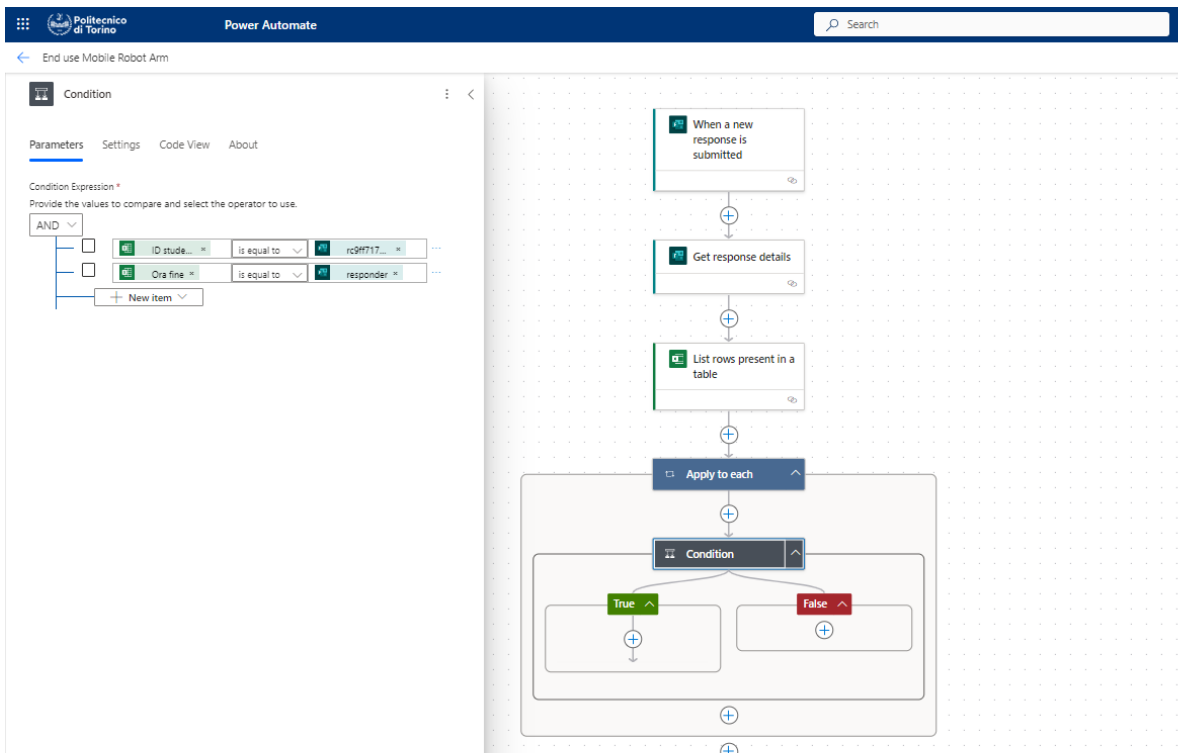 Politecnico
di Torino
Power Automate
Search
End use Mobile Robot Arm
Condition
Parameters Settings Code View About
Condition Expression *
Provide the values to compare and select the operator to use.
AND
ID stude... × is equal to rc9ff717... × ...
Ora fine × is equal to responder × ...
New item
When a new
response is
submitted
Get response details
List rows present in a
table
Apply to each
Condition
True
False